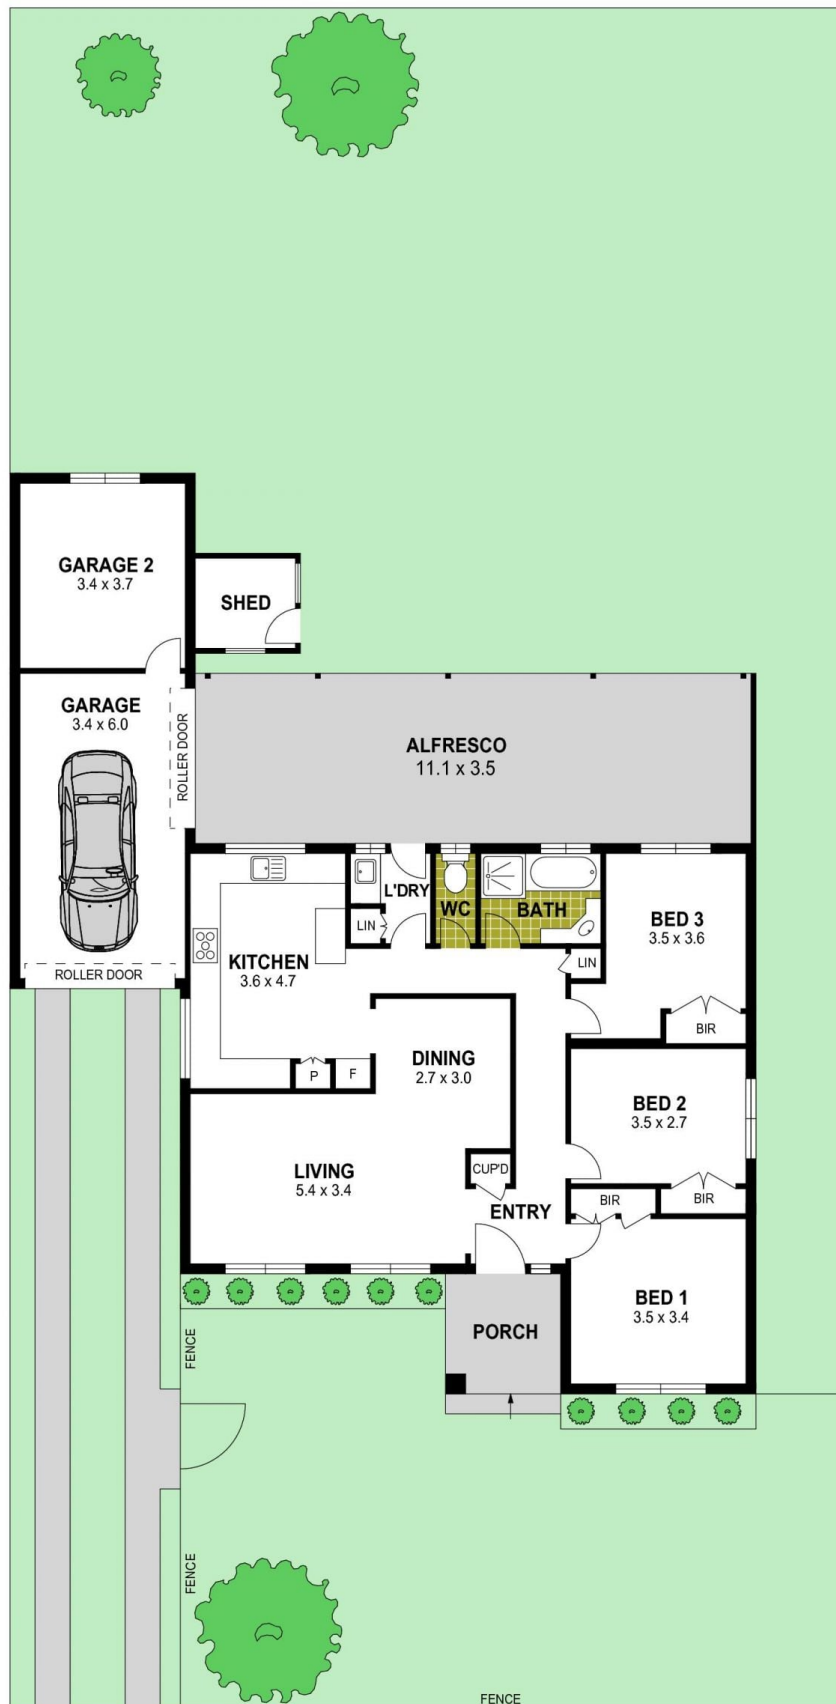 GARAGE 2
3.4 x 3.7
SHED
GARAGE
3.4 x 6.0
ROLLER DOOR
ALFRESCO
11.1 x 3.5
L'DRY
WC
BATH
BED 3
3.5 x 3.6
LIN
KITCHEN
3.6 x 4.7
LIN
ROLLER DOOR
BIR
DINING
2.7 x 3.0
P
F
BED 2
3.5 x 2.7
LIVING
5.4 x 3.4
CUP'D
BIR
BIR
ENTRY
BED 1
3.5 x 3.4
PORCH
FENCE
FENCE
FENCE